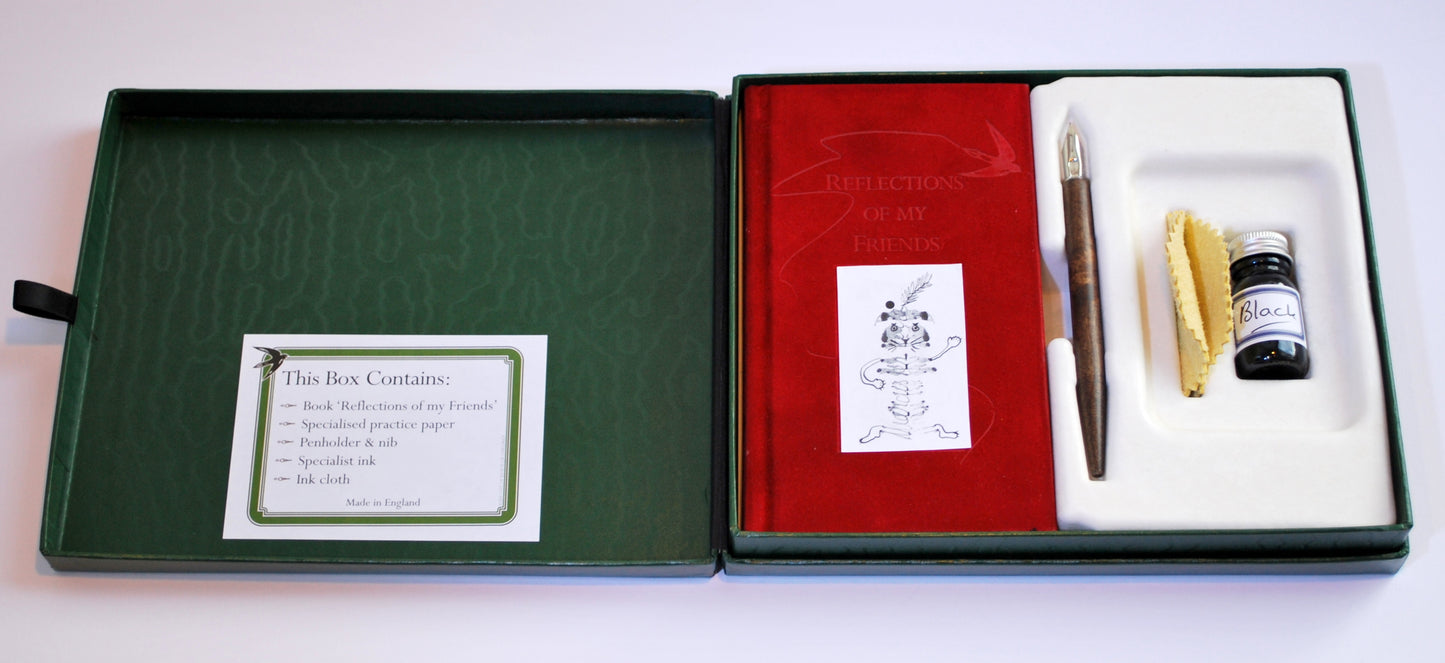 This Box Contains:
Book ‘Reflections of my Friends’
Specialised practice paper
Penholder & nib
Specialist ink
Ink cloth
Made in England
REFLECTIONS
OF MY
FRIENDS
Black